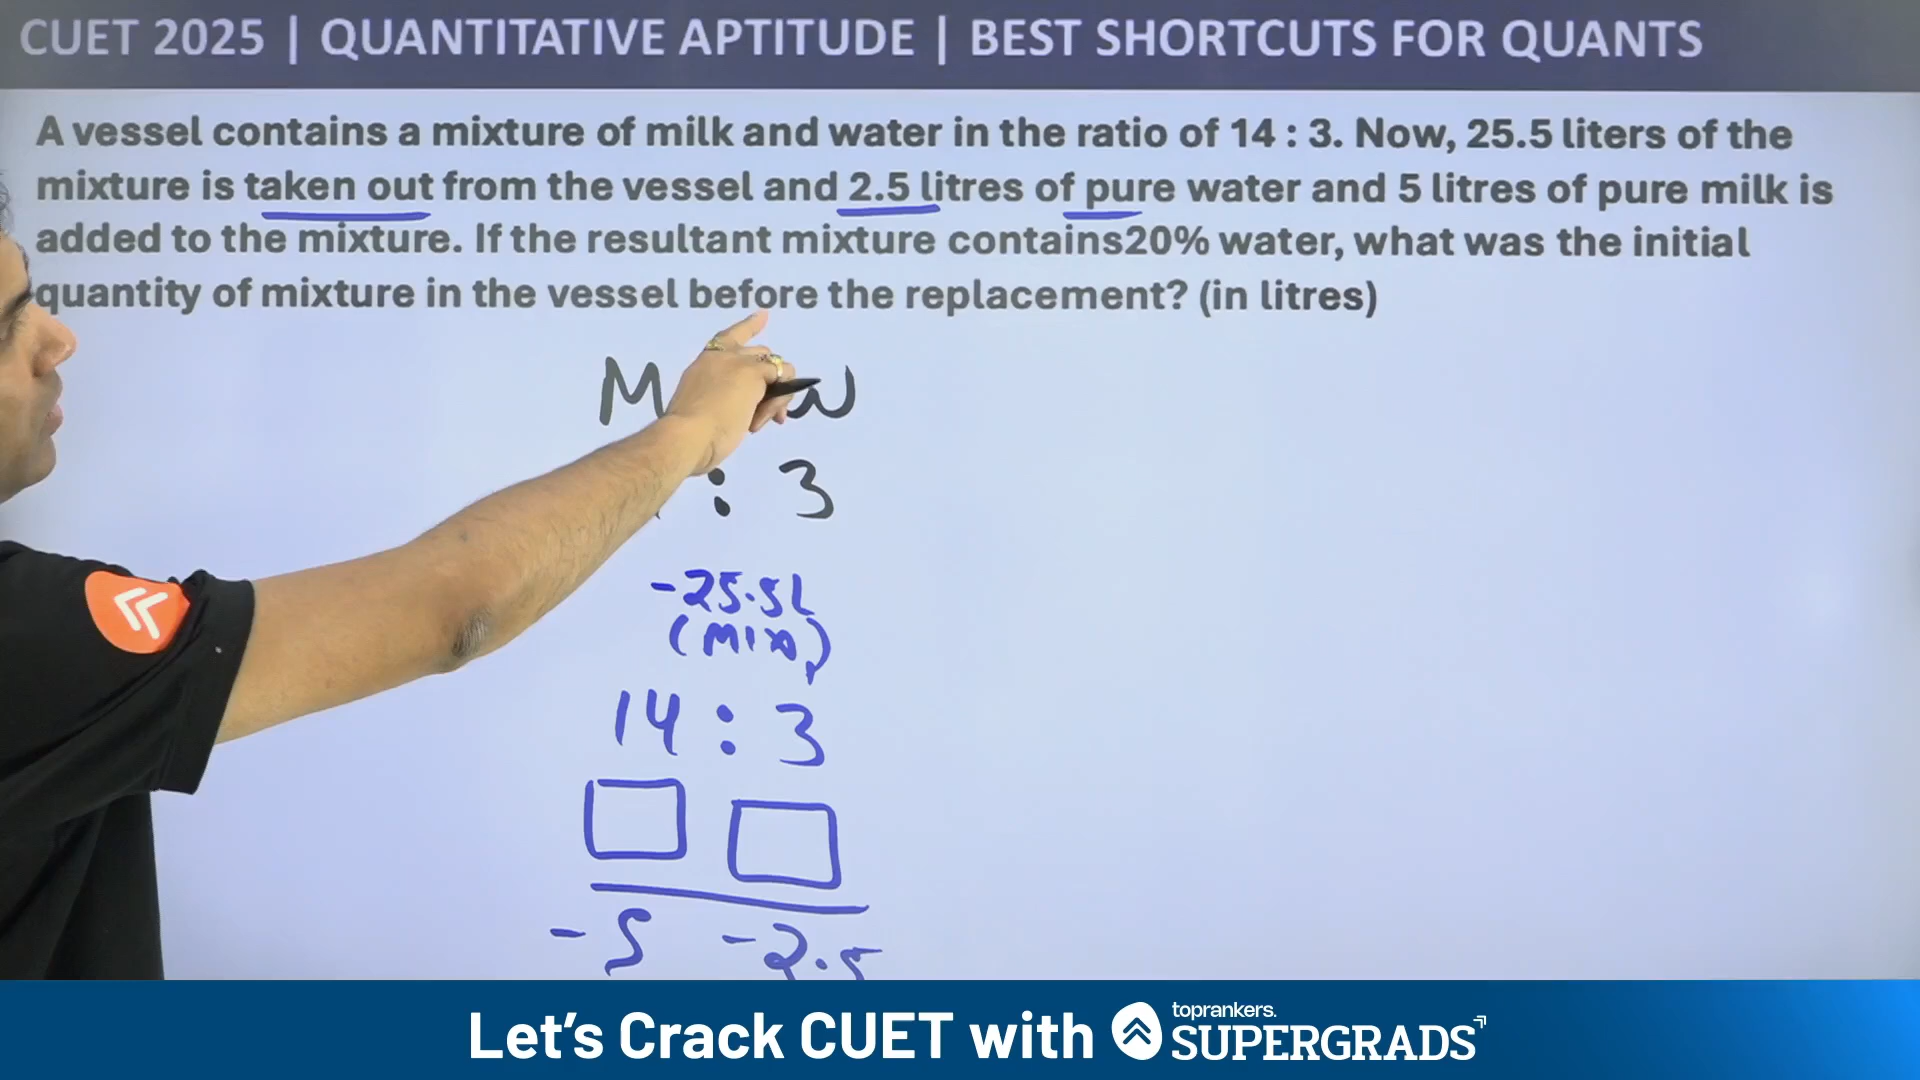 CUET 2025 | QUANTITATIVE APTITUDE | BEST SHORTCUTS FOR QUANTS
A vessel contains a mixture of milk and water in the ratio of 14 : 3. Now, 25.5 liters of the
mixture is taken out from the vessel and 2.5 litres of pure water and 5 litres of pure milk is
added to the mixture. If the resultant mixture contains20% water, what was the initial
quantity of mixture in the vessel before the replacement? (in litres)
M W
: 3
-25.5L
(Mix)
14 : 3
-5 -2.5
Let's Crack CUET with toprankers. SUPERGRADS